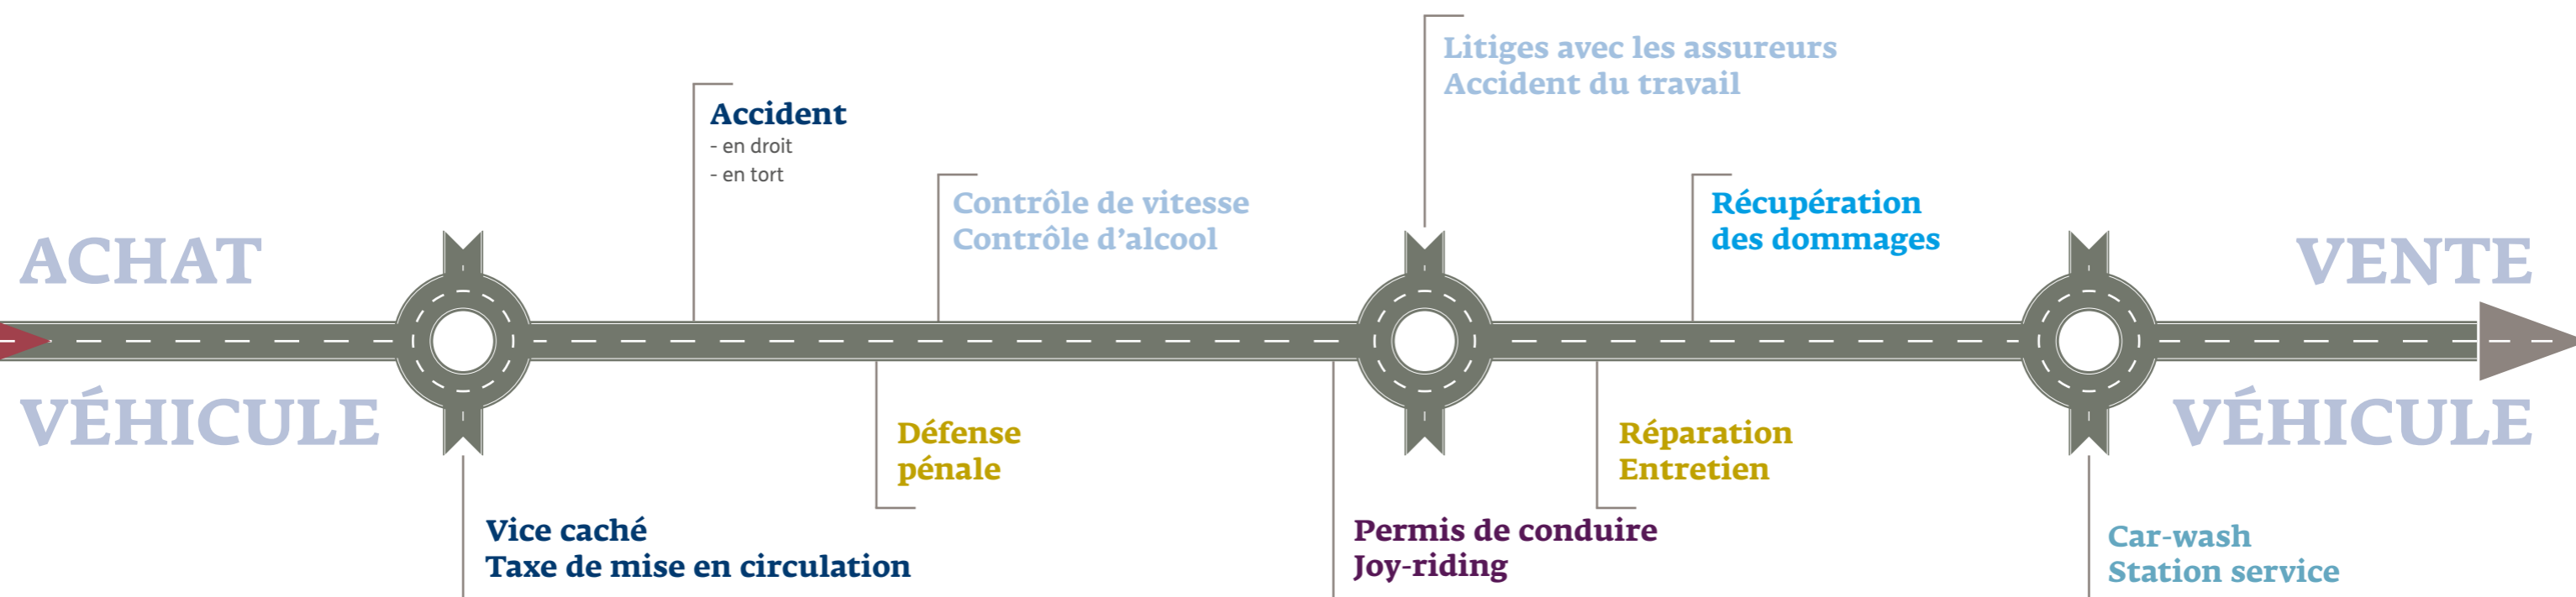 ACHAT
VÉHICULE
Vice caché
Taxe de mise en circulation
Accident
- en droit
- en tort
Défense
pénale
Contrôle de vitesse
Contrôle d’alcool
Permis de conduire
Joy-riding
Litiges avec les assureurs
Accident du travail
Réparation
Entretien
Récupération
des dommages
Car-wash
Station service
VENTE
VÉHICULE